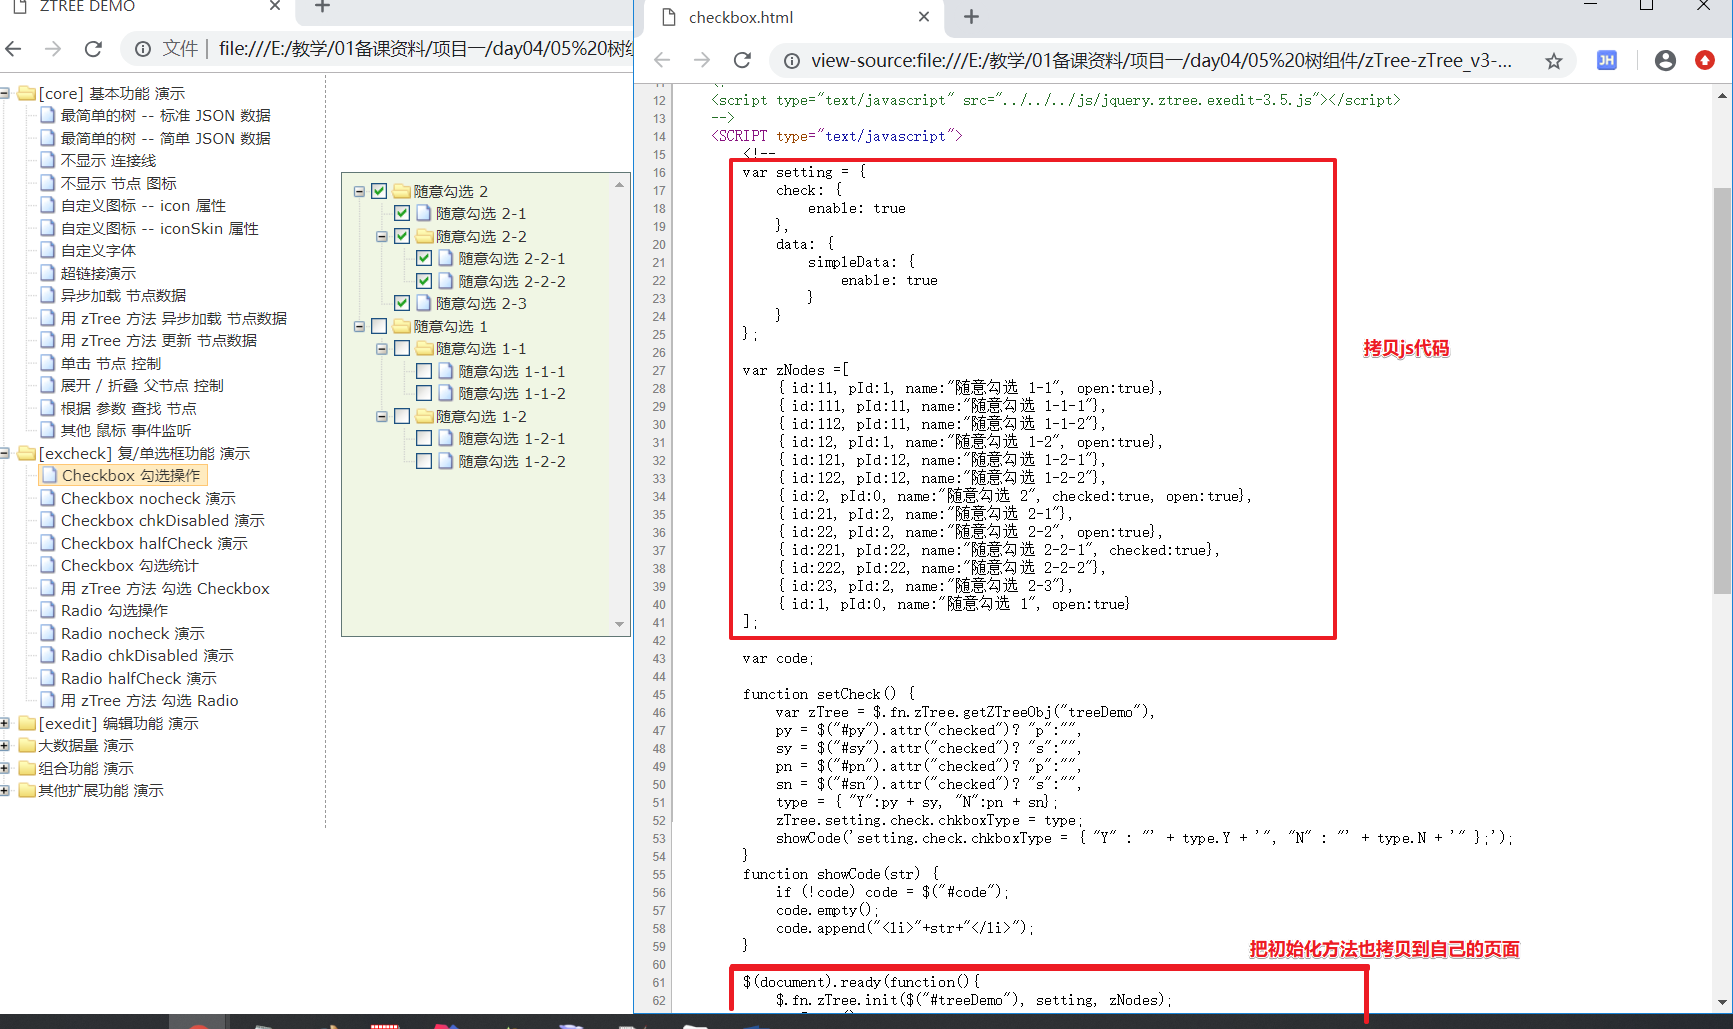 ZTREE DEMO
文件 | file:///E:/教学/01备课资料/项目一/day04/05%20树组
[core] 基本功能 演示
最简单的树 -- 标准 JSON 数据
最简单的树 -- 简单 JSON 数据
不显示 连接线
不显示 节点 图标
自定义图标 -- icon 属性
自定义图标 -- iconSkin 属性
自定义字体
超链接演示
异步加载 节点数据
用 zTree 方法 异步加载 节点数据
用 zTree 方法 更新 节点数据
单击 节点 控制
展开 / 折叠 父节点 控制
根据 参数 查找 节点
其他 鼠标 事件监听
[excheck] 复/单选框功能 演示
Checkbox 勾选操作
Checkbox nocheck 演示
Checkbox chkDisabled 演示
Checkbox halfCheck 演示
Checkbox 勾选统计
用 zTree 方法 勾选 Checkbox
Radio 勾选操作
Radio nocheck 演示
Radio chkDisabled 演示
Radio halfCheck 演示
用 zTree 方法 勾选 Radio
[exedit] 编辑功能 演示
大数据量 演示
组合功能 演示
其他扩展功能 演示
随意勾选 2
随意勾选 2-1
随意勾选 2-2
随意勾选 2-2-1
随意勾选 2-2-2
随意勾选 2-3
随意勾选 1
随意勾选 1-1
随意勾选 1-1-1
随意勾选 1-1-2
随意勾选 1-2
随意勾选 1-2-1
随意勾选 1-2-2
checkbox.html
view-source:file:///E:/教学/01备课资料/项目一/day04/05%20树组件/zTree-zTree_v3-...
JH
12 <script type="text/javascript" src="../../../js/jquery.ztree.exedit-3.5.js"></script>
13 -->
14 <SCRIPT type="text/javascript">
15 <!--
16 var setting = {
17 check: {
18 enable: true
19 },
20 data: {
21 simpleData: {
22 enable: true
23 }
24 }
25 };
26
27 var zNodes =[
28 { id:11, pId:1, name:"随意勾选 1-1", open:true},
29 { id:111, pId:11, name:"随意勾选 1-1-1"},
30 { id:112, pId:11, name:"随意勾选 1-1-2"},
31 { id:12, pId:1, name:"随意勾选 1-2", open:true},
32 { id:121, pId:12, name:"随意勾选 1-2-1"},
33 { id:122, pId:12, name:"随意勾选 1-2-2"},
34 { id:2, pId:0, name:"随意勾选 2", checked:true, open:true},
35 { id:21, pId:2, name:"随意勾选 2-1"},
36 { id:22, pId:2, name:"随意勾选 2-2", open:true},
37 { id:221, pId:22, name:"随意勾选 2-2-1", checked:true},
38 { id:222, pId:22, name:"随意勾选 2-2-2"},
39 { id:23, pId:2, name:"随意勾选 2-3"},
40 { id:1, pId:0, name:"随意勾选 1", open:true}
41 ];
42
43 var code;
44
45 function setCheck() {
46 var zTree = $.fn.zTree.getZTreeObj("treeDemo"),
47 py = $("#py").attr("checked")? "p":"",
48 sy = $("#sy").attr("checked")? "s":"",
49 pn = $("#pn").attr("checked")? "p":"",
50 sn = $("#sn").attr("checked")? "s":"",
51 type = { "Y":py + sy, "N":pn + sn};
52 zTree.setting.check.chkboxType = type;
53 showCode('setting.check.chkboxType = { "Y" : "' + type.Y + '", "N" : "' + type.N + '" };');
54 }
55 function showCode(str) {
56 if (!code) code = $("#code");
57 code.empty();
58 code.append("<li>"+str+"</li>");
59 }
60
61 $(document).ready(function(){
62 $.fn.zTree.init($("#treeDemo"), setting, zNodes);
拷贝js代码
把初始化方法也拷贝到自己的页面